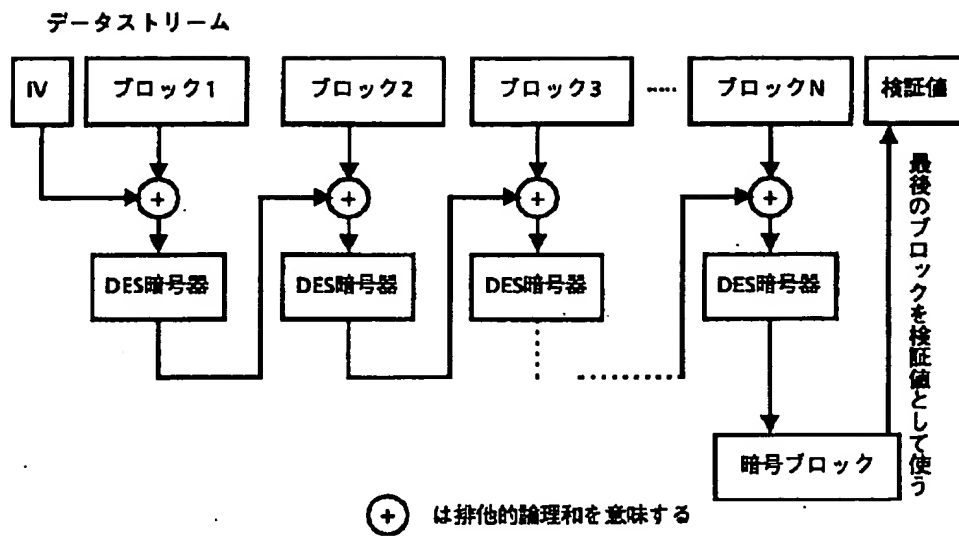 データストリーム
IV ブロック1 ブロック2 ブロック3 ..... ブロックN 検証値
+ + + +
DES暗号器 DES暗号器 DES暗号器 DES暗号器
最後のブロックを検証値として使う
暗号ブロック
+ は排他的論理和を意味する